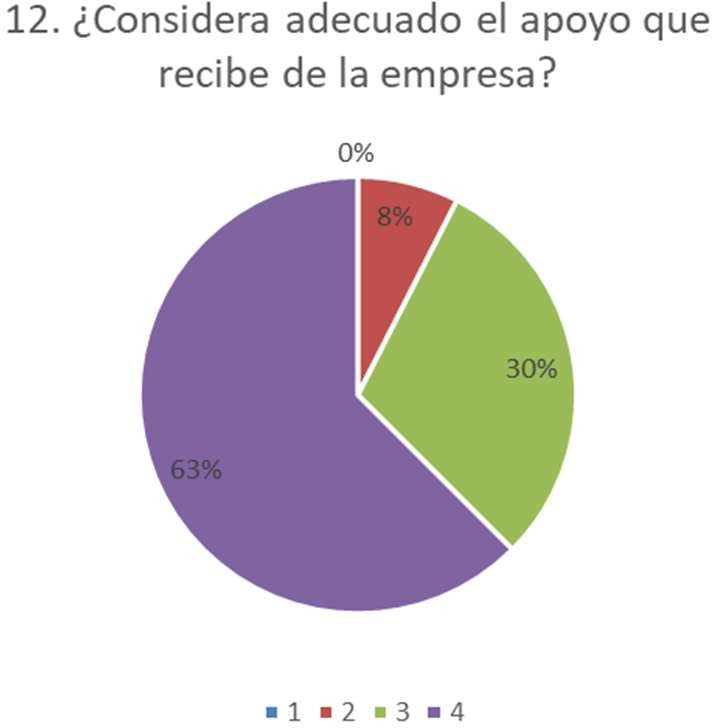 12. ¿Considera adecuado el apoyo que
recibe de la empresa?
0%
8%
30%
63%
1 2 3 4